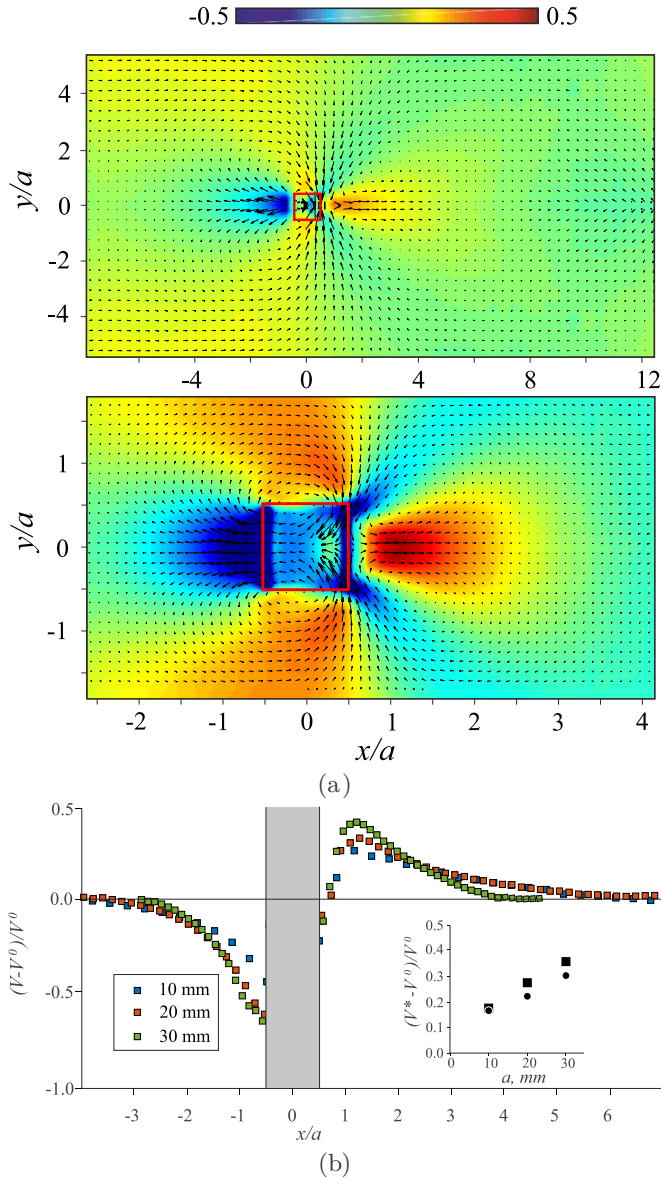 -0.5 0.5
y/a
4
2
0
-2
-4
-4 0 4 8 12
y/a
1
0
-1
-2 -1 0 1 2 3 4
x/a
(a)
(V-V⁰)/V⁰
0.5
0.0
-0.5
-1.0
10 mm
20 mm
30 mm
(V*-V⁰)/V⁰
0.5
0.4
0.3
0.2
0.1
0.0
0 10 20 30
a, mm
-3 -2 -1 0 1 2 3 4 5 6
x/a
(b)